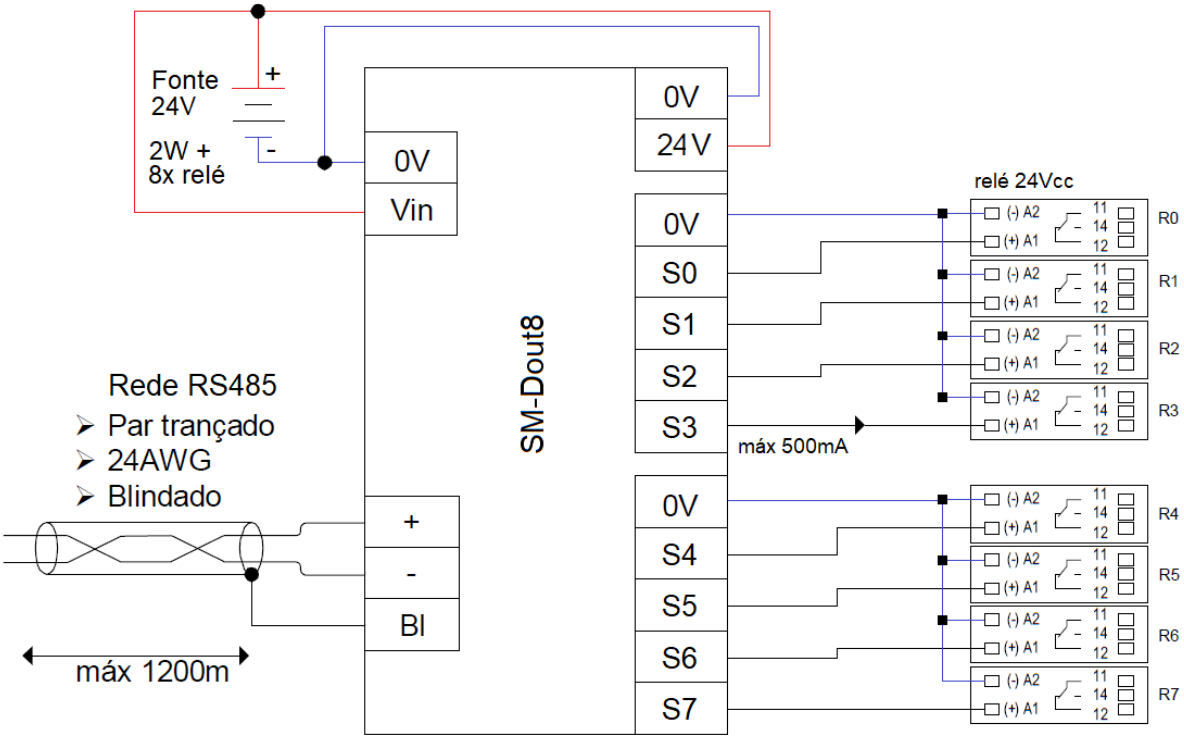 Fonte
24V
2W +
8x relé
+
-
0V
Vin
0V
24V
0V
S0
S1
S2
S3
máx 500mA
0V
S4
S5
S6
S7
SM-Dout8
Rede RS485
➢ Par trançado
➢ 24AWG
➢ Blindado
+
-
Bl
máx 1200m
relé 24Vcc
(-) A2 11
14
(+) A1 12
R0
(-) A2 11
14
(+) A1 12
R1
(-) A2 11
14
(+) A1 12
R2
(-) A2 11
14
(+) A1 12
R3
(-) A2 11
14
(+) A1 12
R4
(-) A2 11
14
(+) A1 12
R5
(-) A2 11
14
(+) A1 12
R6
(-) A2 11
14
(+) A1 12
R7